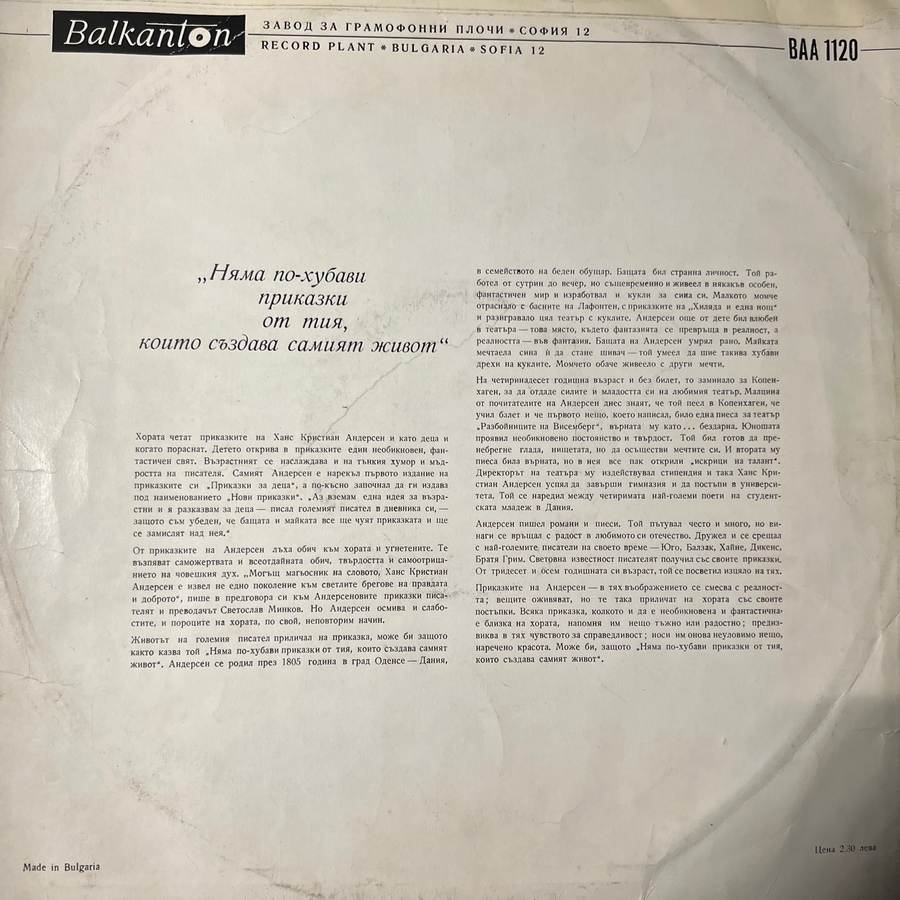 Balkanton
ЗАВОД ЗА ГРАМОФОННИ ПЛОЧИ * СОФИЯ 12
RECORD PLANT * BULGARIA * SOFIA 12
ВАА 1120
„Няма по-хубави
приказки
от тия,
които създава самият живот“
Хората четат приказките на Ханс Кристиан Андерсен и като деца и
когато пораснат. Детето открива в приказките един необикновен, фан-
тастичен свят. Възрастният се наслаждава и на тънкия хумор и мъд-
ростта на писателя. Самият Андерсен е нарекъл първото издание на
приказките си „Приказки за деца“, а по-късно започнал да ги издава
под наименованието „Нови приказки“. „Аз вземам една идея за възра-
стни и я разказвам за деца — писал големият писател в дневника си, —
защото съм убеден, че бащата и майката все ще чуят приказката и ще
се замислят над нея.“
От приказките на Андерсен лъха обич към хората и угнетените. Те
възпяват саможертвата и всеотдайната обич, твърдостта и самоотрица-
нието на човешкия дух. „Могъщ магьосник на словото, Ханс Кристиан
Андерсен е извел не едно поколение към светлите брегове на правдата
и доброто“, пише в предговора си към Андерсеновите приказки писа-
телят и преводачът Светослав Минков. Но Андерсен осмива и слабо-
стите, и пороците на хората, по свой, неповторим начин.
Животът на големия писател приличал на приказка, може би защото
както казва той „Няма по-хубави приказки от тия, които създава самият
живот“. Андерсен се родил през 1805 година в град Оденсе — Дания,
в семейството на беден обущар. Бащата бил странна личност. Той ра-
ботел от сутрин до вечер, но същевременно и живеел в някакъв особен,
фантастичен мир и изработвал и кукли за сина си. Малкото момче
отраснало с басните на Лафонтен, с приказките на „Хиляда и една нощ“
и разигравало цял театър с куклите. Андерсен още от дете бил влюбен
в театъра — това място, където фантазията се превръща в реалност, а
реалността — във фантазия. Бащата на Андерсен умрял рано. Майката
мечтаела сина ѝ да стане шивач — той умеел да шие такива хубави
дрехи на куклите. Момчето обаче живеело с други мечти.
На четиринадесет годишна възраст и без билет, то заминало за Копен-
хаген, за да отдаде силите и младостта си на любимия театър. Малцина
от почитателите на Андерсен днес знаят, че той пеел в Копенхаген, че
учил балет и че първото нещо, което написал, било една пиеса за театър
„Разбойниците на Висемберг“, върната му като... бездарна. Юношата
проявил необикновено постоянство и твърдост. Той бил готов да пре-
небрегне глада, нищетата, но да осъществи мечтите си. И втората му
пиеса била върната, но в нея все пак открили „искрици на талант“.
Директорът на театъра му издействувал стипендия и така Ханс Кри-
стиан Андерсен успял да завърши гимназия и да постъпи в универси-
тета. Той се наредил между четиримата най-големи поети на студент-
ската младеж в Дания.
Андерсен пишел романи и пиеси. Той пътувал често и много, но ви-
наги се връщал с радост в любимото си отечество. Дружел и се срещал
с най-големите писатели на своето време — Юго, Балзак, Хайне, Дикенс,
Братя Грим. Световна известност писателят получил със своите приказки.
От тридесет и осем годишната си възраст, той се посветил изцяло на тях.
Приказките на Андерсен — в тях въображението се смесва с реалност-
та; вещите оживяват, но те така приличат на хората със своите
постъпки. Всяка приказка, колкото и да е необикновена и фантастична-
е близка на хората, напомня им нещо тъжно или радостно; предиз-
виква в тях чувството за справедливост; носи им онова неуловимо нещо,
наречено красота. Може би, защото „Няма по-хубави приказки от тия,
които създава самият живот“.
Made in Bulgaria
Цена 2.30 лева